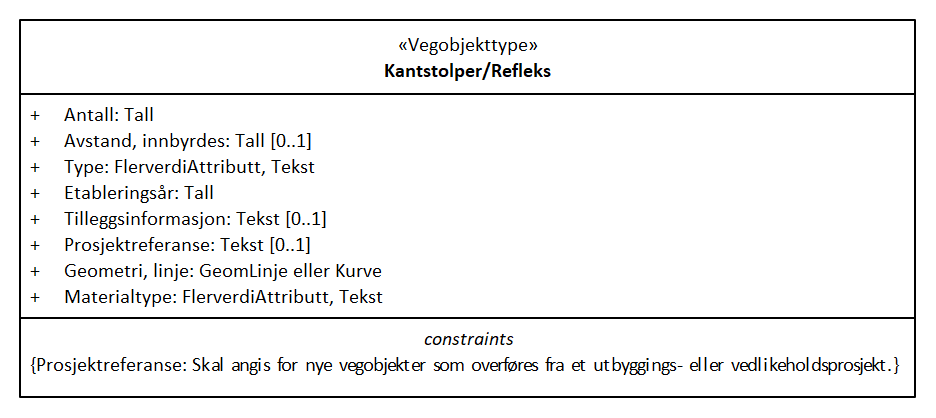 «Vegobjekttype»
Kantstolper/Refleks
+ Antall: Tall
+ Avstand, innbyrdes: Tall [0..1]
+ Type: FlerverdiAttributt, Tekst
+ Etableringsår: Tall
+ Tilleggsinformasjon: Tekst [0..1]
+ Prosjektreferanse: Tekst [0..1]
+ Geometri, linje: GeomLinje eller Kurve
+ Materialtype: FlerverdiAttributt, Tekst
constraints
{Prosjektreferanse: Skal angis for nye vegobjekter som overføres fra et utbyggings- eller vedlikeholdsprosjekt.}